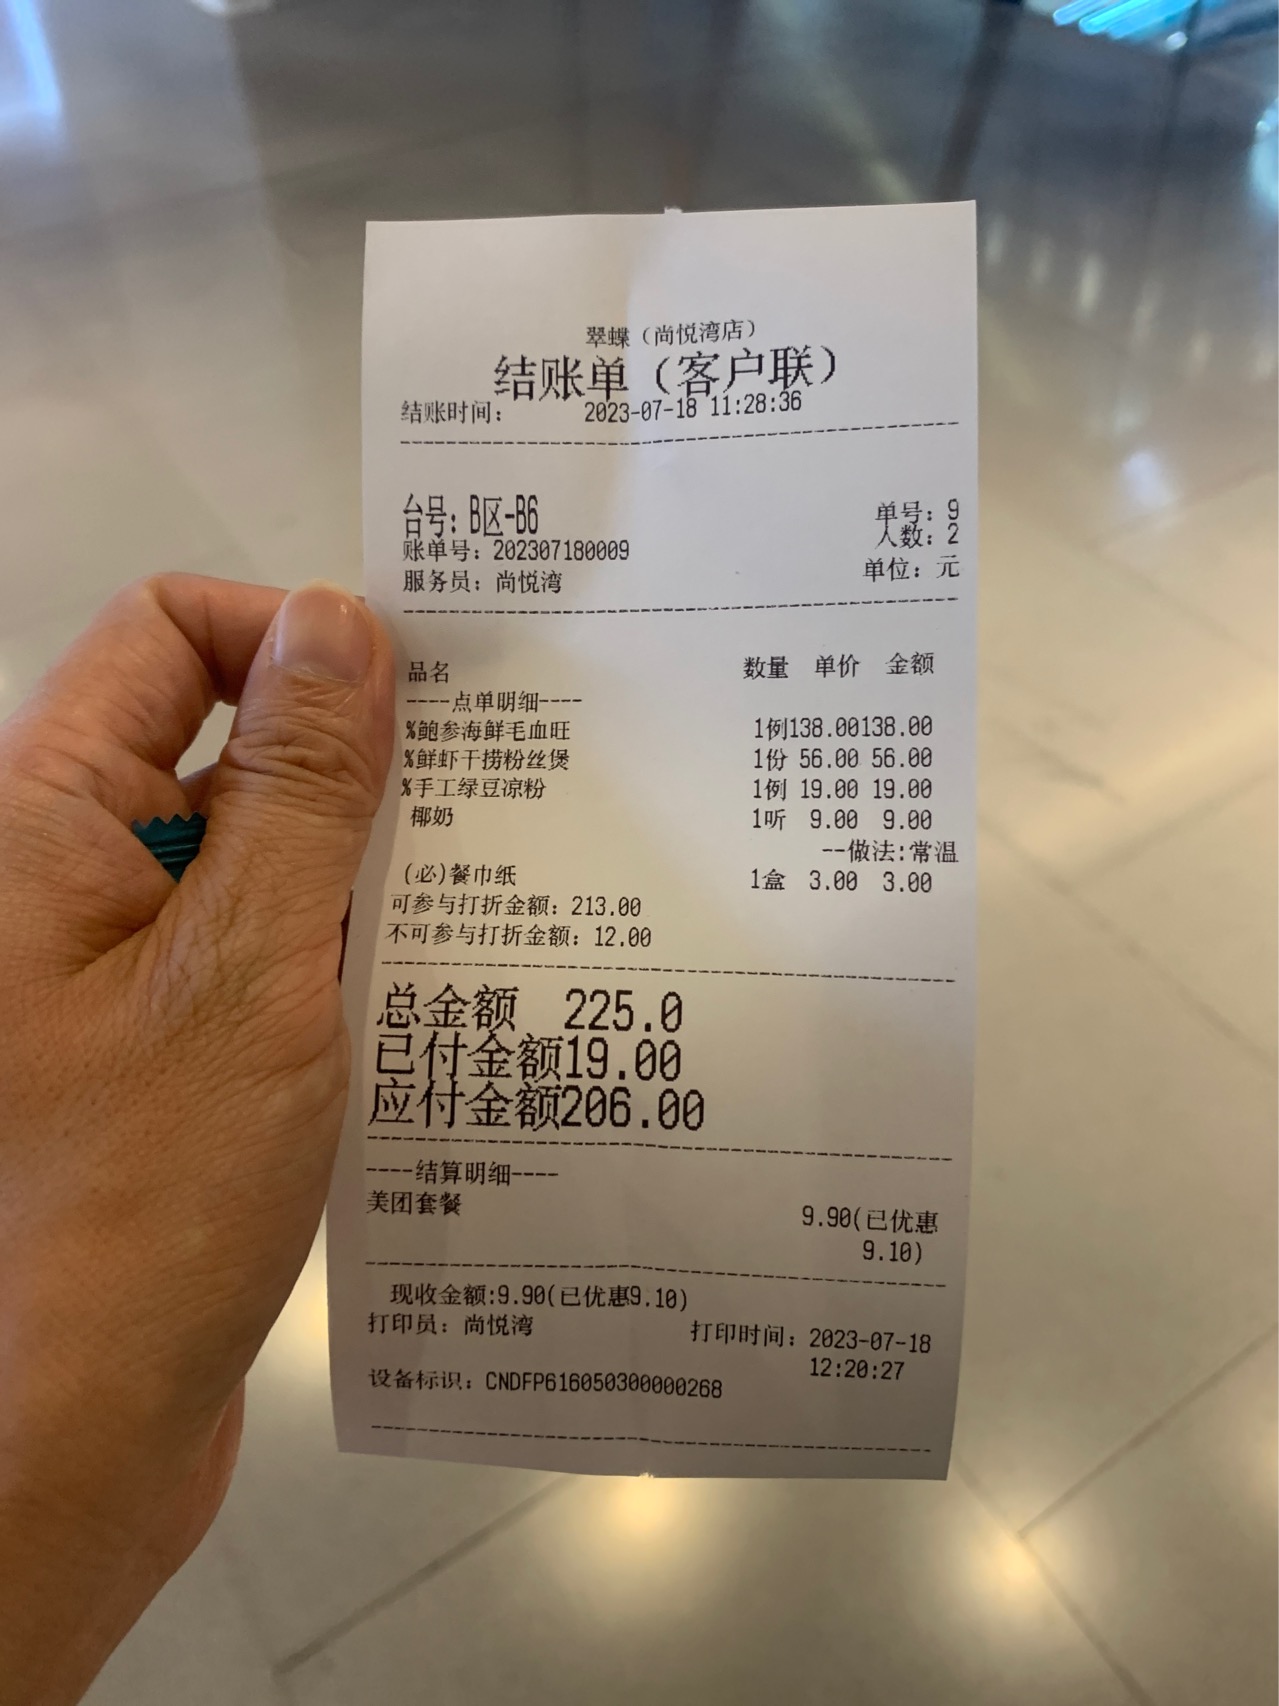 翠蝶（尚悦湾店）
结账单（客户联）
结账时间： 2023-07-18 11:28:36
台号：B区-B6 单号：9
人数：2
账单号：202307180009
服务员：尚悦湾 单位：元
品名 数量 单价 金额
----点单明细----
%鲍参海鲜毛血旺 1例138.00138.00
%鲜虾干捞粉丝煲 1份 56.00 56.00
%手工绿豆凉粉 1例 19.00 19.00
椰奶 1听 9.00 9.00
--做法:常温
(必)餐巾纸 1盒 3.00 3.00
可参与打折金额：213.00
不可参与打折金额：12.00
总金额 225.0
已付金额19.00
应付金额206.00
----结算明细----
美团套餐 9.90(已优惠
9.10)
现收金额:9.90(已优惠9.10)
打印员：尚悦湾 打印时间：2023-07-18
12:20:27
设备标识：CNDFP616050300000268